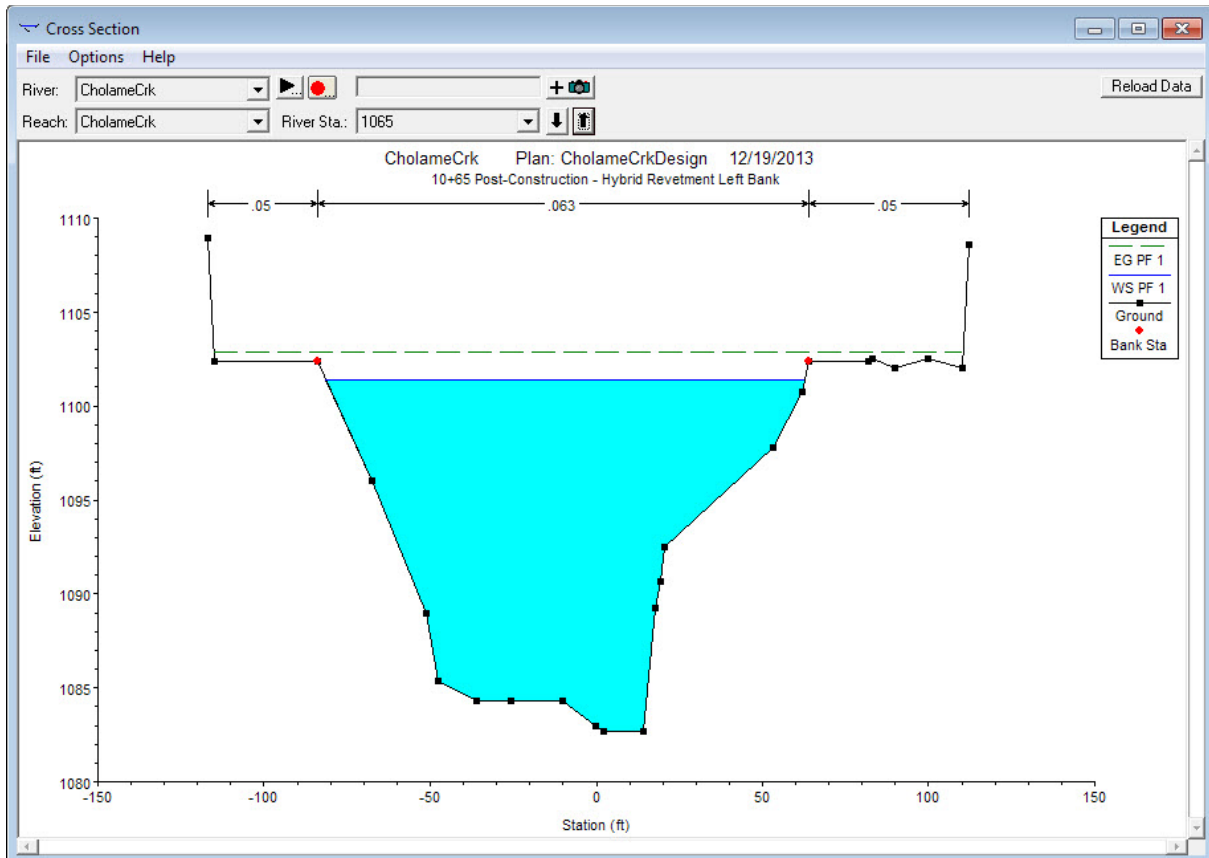 Cross Section
File Options Help
River: CholameCrk
Reload Data
Reach: CholameCrk River Sta.: 1065
CholameCrk Plan: CholameCrkDesign 12/19/2013
10+65 Post-Construction - Hybrid Revetment Left Bank
.05 .063 .05
1110
1105
1100
1095
1090
1085
1080
Elevation (ft)
-150 -100 -50 0 50 100 150
Station (ft)
Legend
EG PF 1
WS PF 1
Ground
Bank Sta